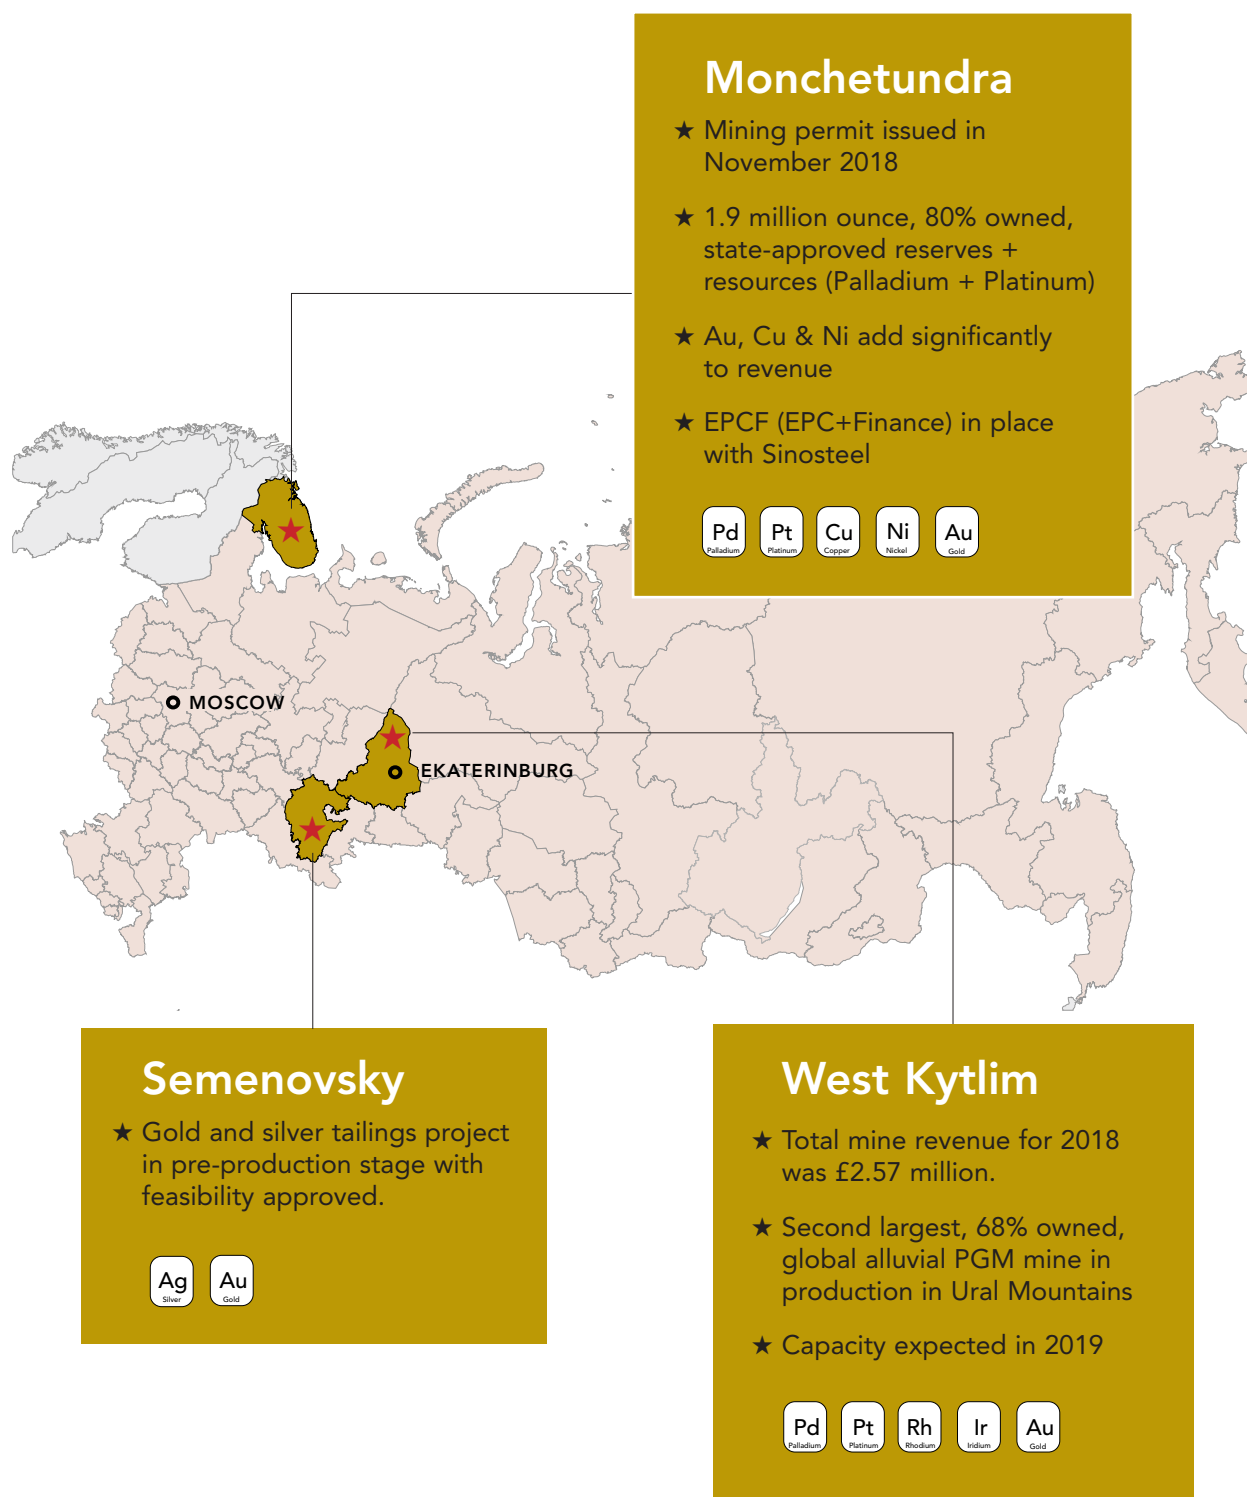 Monchetundra
★ Mining permit issued in
November 2018
★ 1.9 million ounce, 80% owned,
state-approved reserves +
resources (Palladium + Platinum)
★ Au, Cu & Ni add significantly
to revenue
★ EPCF (EPC+Finance) in place
with Sinosteel
Pd Pt Cu Ni Au
Palladium Platinum Copper Nickel Gold
MOSCOW
EKATERINBURG
Semenovsky
★ Gold and silver tailings project
in pre-production stage with
feasibility approved.
Ag Au
Silver Gold
West Kytlim
★ Total mine revenue for 2018
was £2.57 million.
★ Second largest, 68% owned,
global alluvial PGM mine in
production in Ural Mountains
★ Capacity expected in 2019
Pd Pt Rh Ir Au
Palladium Platinum Rhodium Iridium Gold